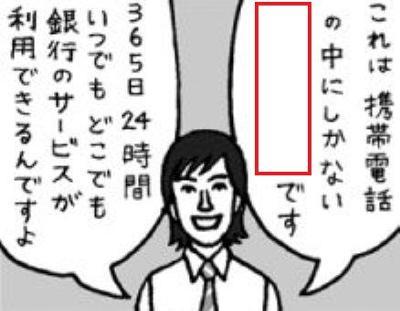 これは 携帯電話
の中にしかない
です
365日 24時間
いつでも どこでも
銀行のサービスが
利用できるんですよ